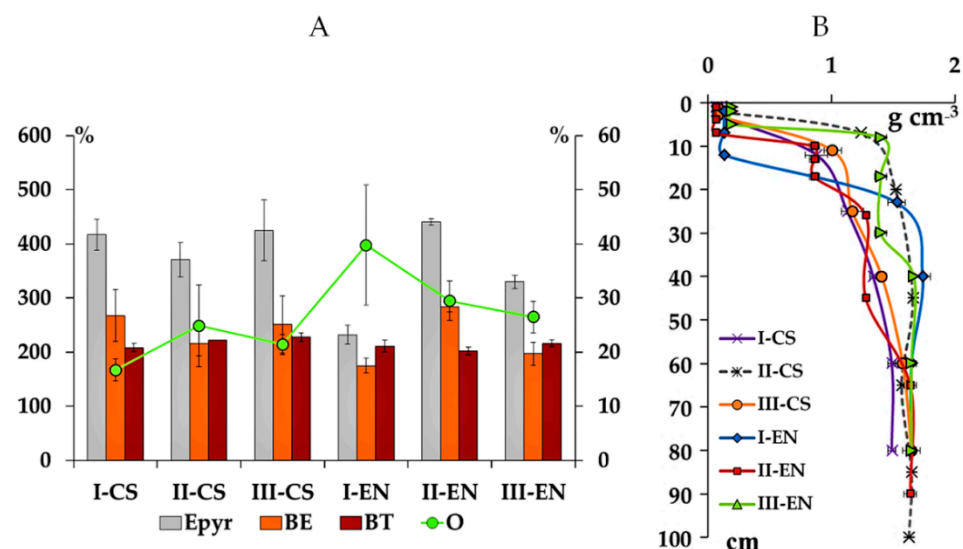 A
B
0 1 2
g cm-3
% %
600 60
500 50
400 40
300 30
200 20
100 10
0 0
I-CS II-CS III-CS I-EN II-EN III-EN
Epyr BE BT O
0
10
20
30
40
50
60
70
80
90
100
I-CS
II-CS
III-CS
I-EN
II-EN
III-EN
cm